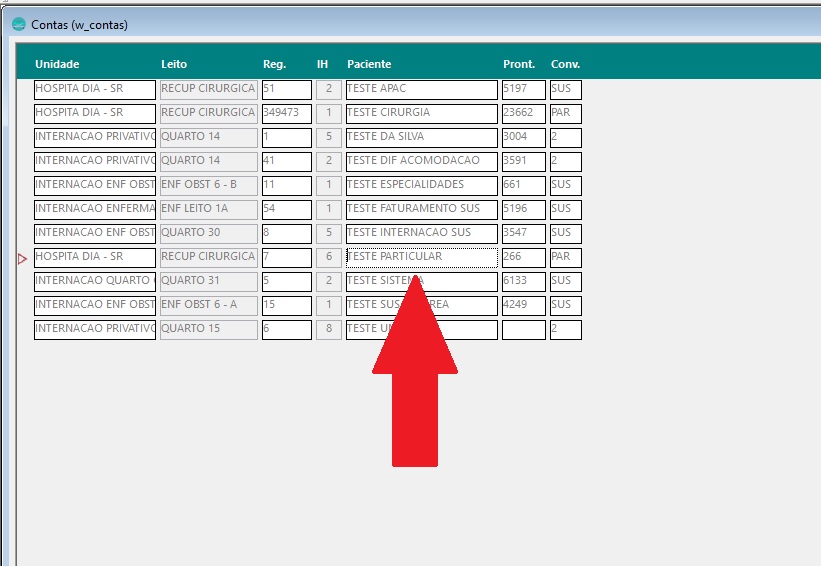 Contas (w_contas)
Unidade Leito Reg. IH Paciente Pront. Conv.
HOSPITA DIA - SR RECUP CIRURGICA 51 2 TESTE APAC 5197 SUS
HOSPITA DIA - SR RECUP CIRURGICA 349473 1 TESTE CIRURGIA 23662 PAR
INTERNACAO PRIVATIVO QUARTO 14 1 5 TESTE DA SILVA 3004 2
INTERNACAO PRIVATIVO QUARTO 14 41 2 TESTE DIF ACOMODACAO 3591 2
INTERNACAO ENF OBST ENF OBST 6 - B 11 1 TESTE ESPECIALIDADES 661 SUS
INTERNACAO ENFERMA ENF LEITO 1A 54 1 TESTE FATURAMENTO SUS 5196 SUS
INTERNACAO ENF OBST QUARTO 30 8 5 TESTE INTERNACAO SUS 3547 SUS
HOSPITA DIA - SR RECUP CIRURGICA 7 6 TESTE PARTICULAR 266 PAR
INTERNACAO QUARTO QUARTO 31 5 2 TESTE SISTEMA 6133 SUS
INTERNACAO ENF OBST ENF OBST 6 - A 15 1 TESTE SUS 4249 SUS
INTERNACAO PRIVATIVO QUARTO 15 6 8 TESTE 2